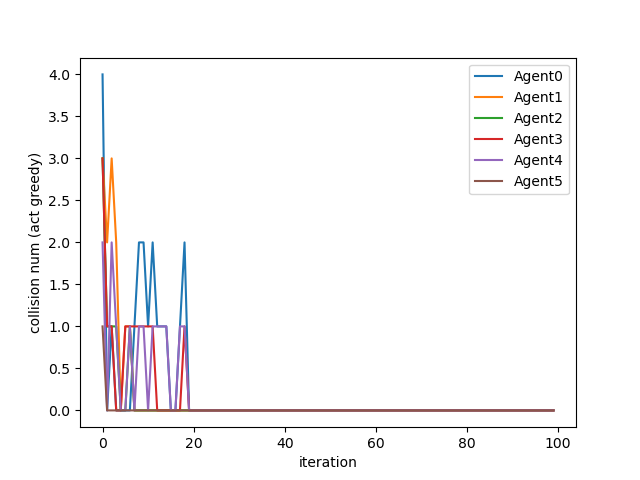 collision num (act greedy)
4.0
3.5
3.0
2.5
2.0
1.5
1.0
0.5
0.0
Agent0
Agent1
Agent2
Agent3
Agent4
Agent5
0 20 40 60 80 100
iteration